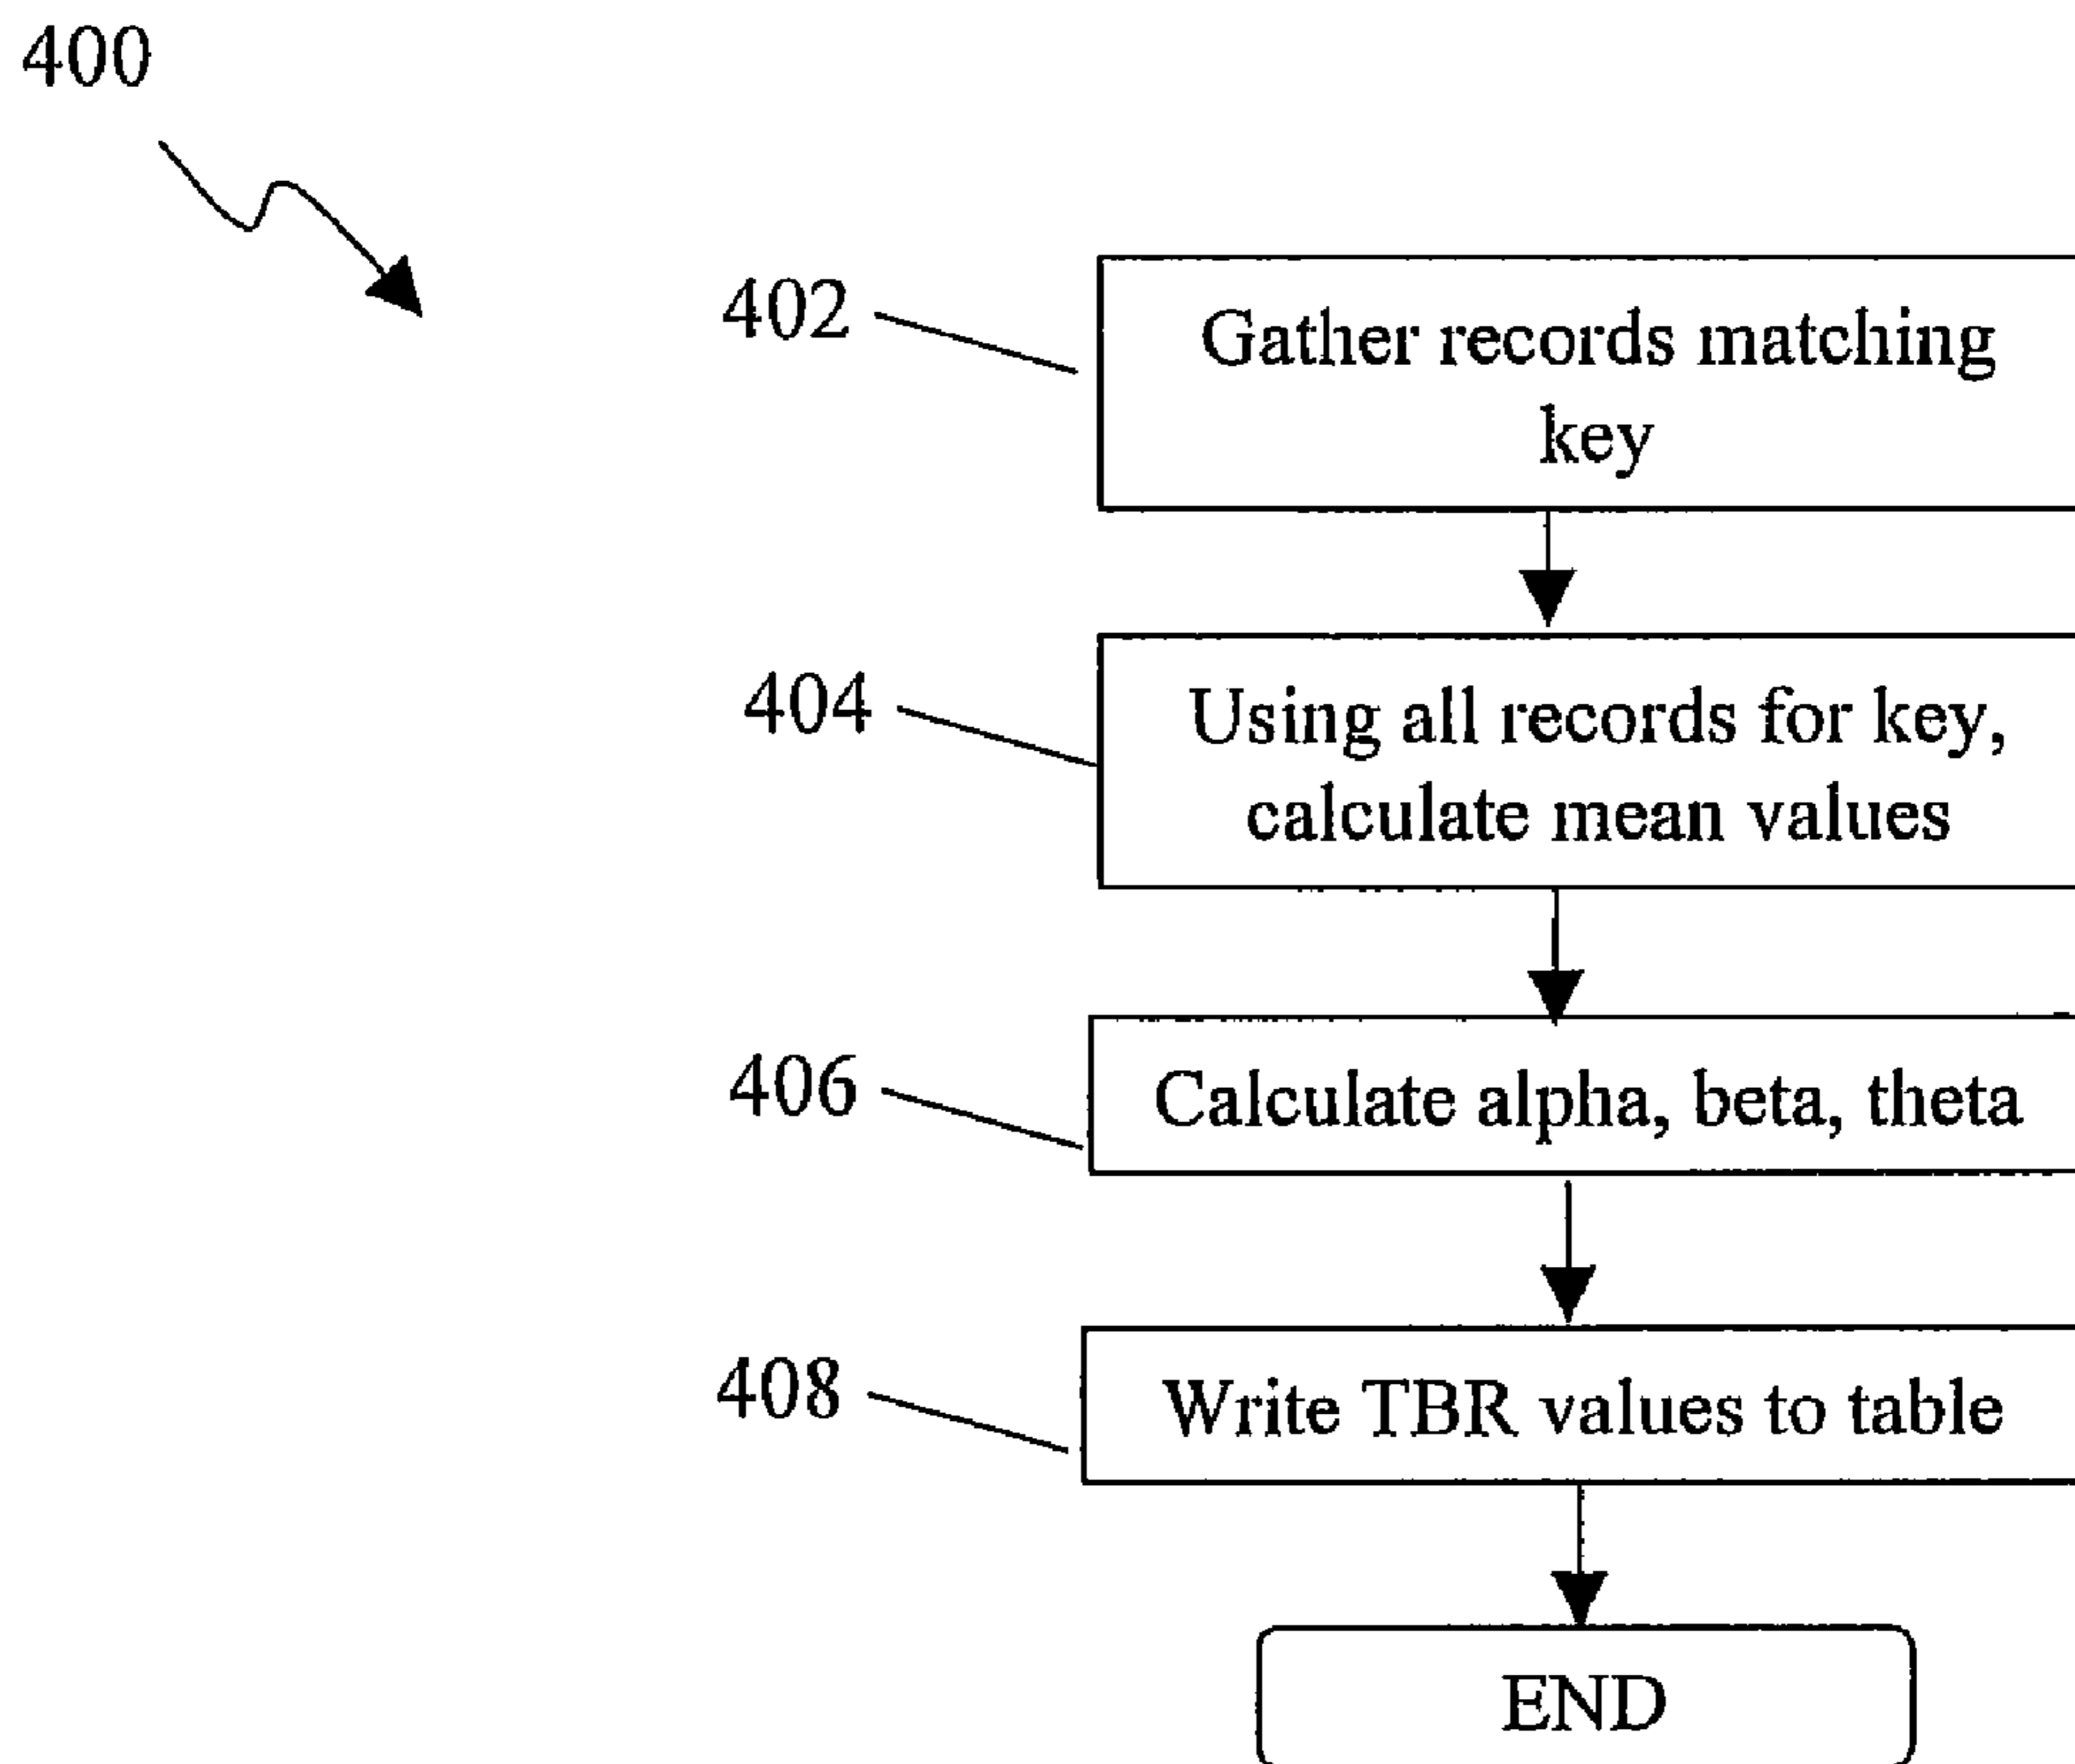 400
402
Gather records matching
key
404
Using all records for key,
calculate mean values
406
Calculate alpha, beta, theta
408
Write TBR values to table
END